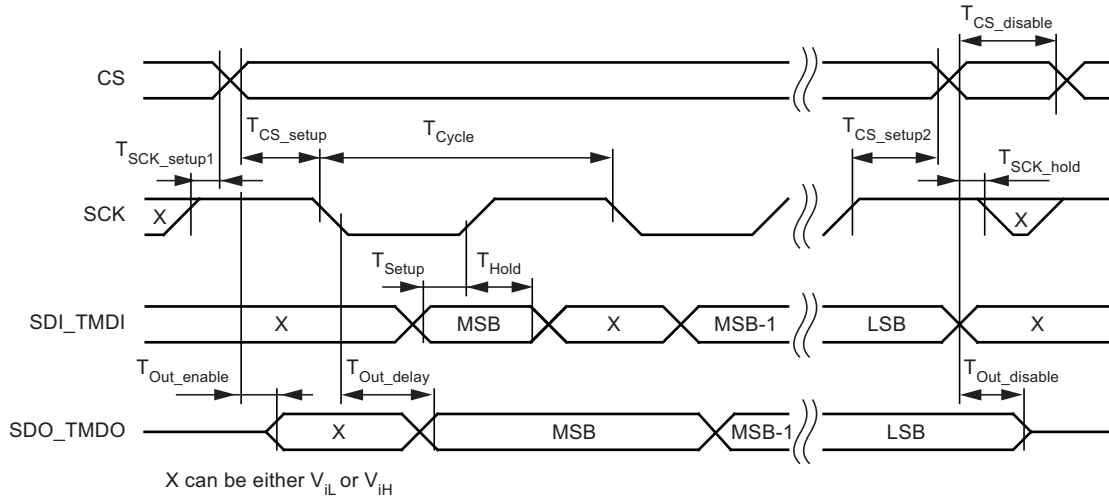 T_CS_disable
CS
T_CS_setup T_Cycle T_CS_setup2
T_SCK_setup1 T_SCK_hold
SCK X X
T_Setup T_Hold
SDI_TMDI X MSB X MSB-1 LSB X
T_Out_enable T_Out_delay T_Out_disable
SDO_TMDO X MSB MSB-1 LSB
X can be either V_iL or V_iH